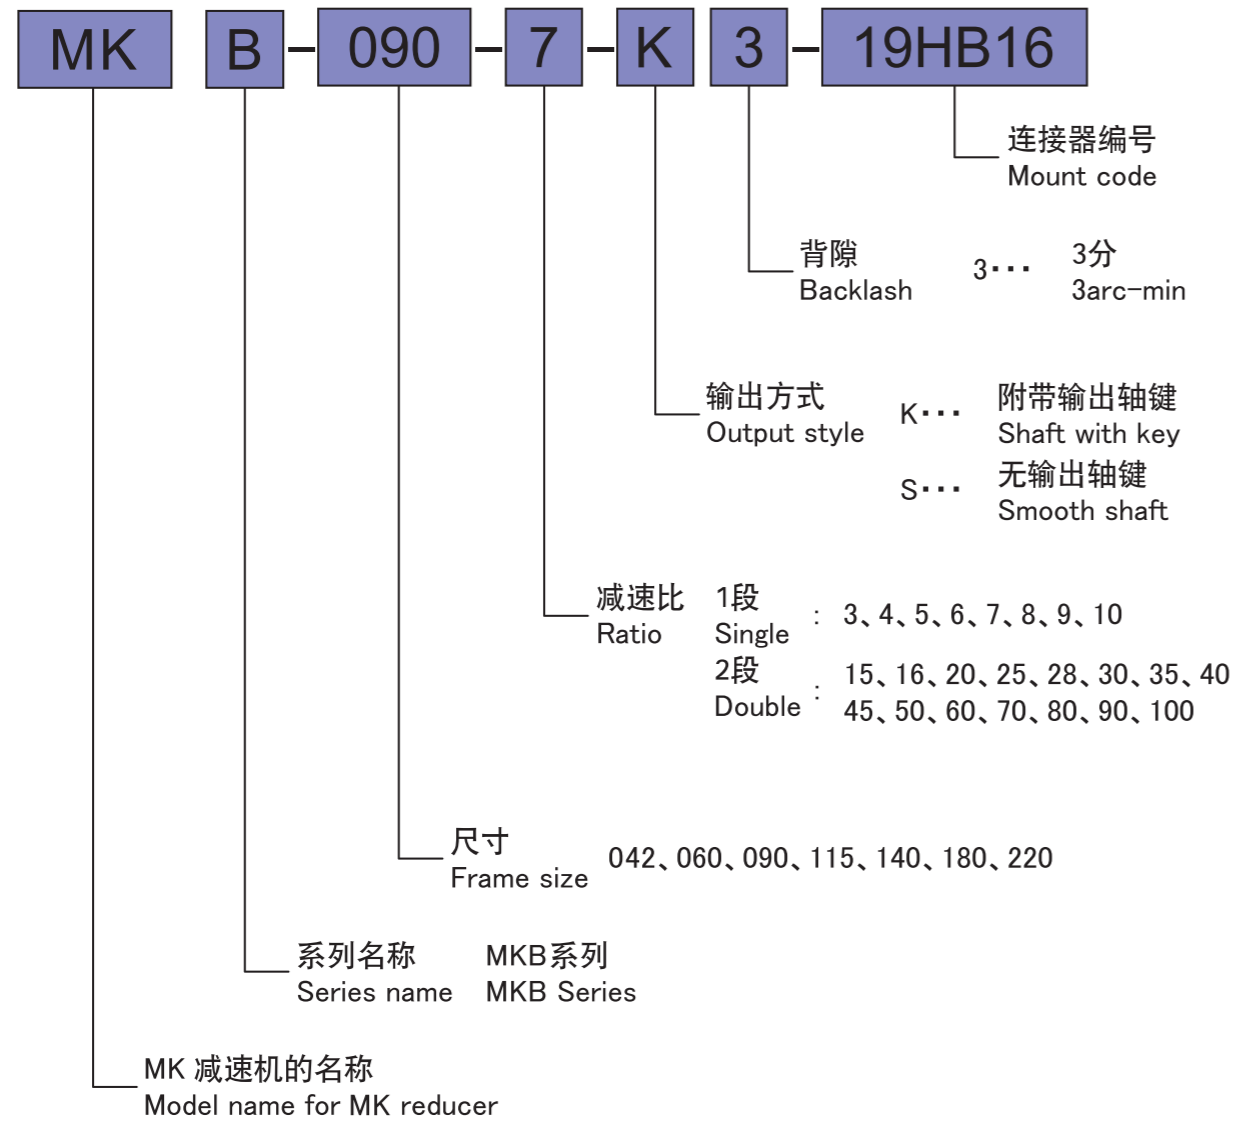 MK B - 090 - 7 - K 3 - 19HB16
连接器编号
Mount code
背隙 3··· 3分
Backlash 3arc-min
输出方式 K··· 附带输出轴键
Output style Shaft with key
S··· 无输出轴键
Smooth shaft
减速比 1段 : 3、4、5、6、7、8、9、10
Ratio Single
2段 : 15、16、20、25、28、30、35、40
Double 45、50、60、70、80、90、100
尺寸 042、060、090、115、140、180、220
Frame size
系列名称 MKB系列
Series name MKB Series
MK 减速机的名称
Model name for MK reducer